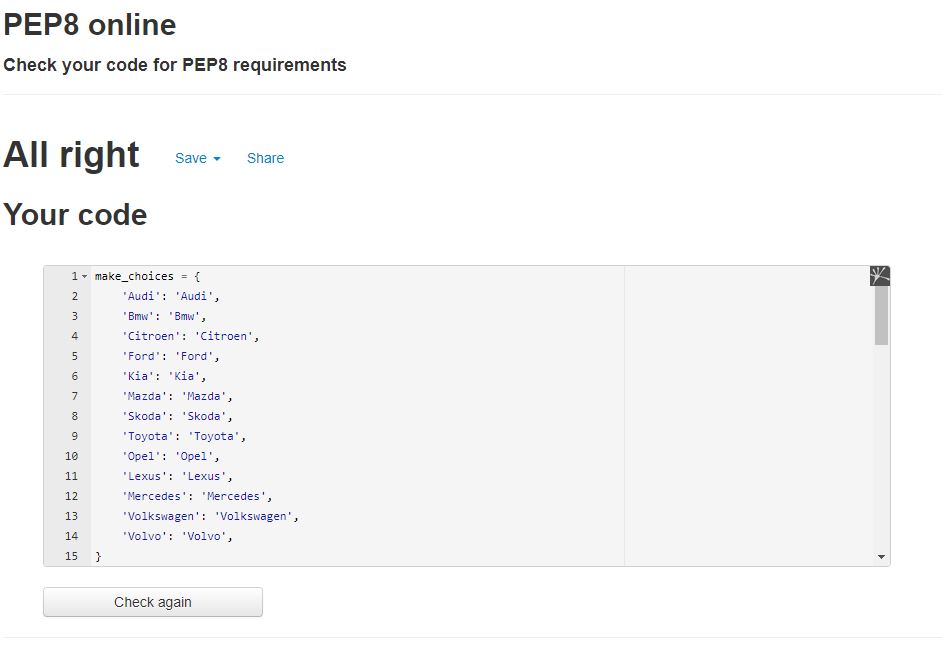 PEP8 online
Check your code for PEP8 requirements
All right Save Share
Your code
1 make_choices = {
2 'Audi': 'Audi',
3 'Bmw': 'Bmw',
4 'Citroen': 'Citroen',
5 'Ford': 'Ford',
6 'Kia': 'Kia',
7 'Mazda': 'Mazda',
8 'Skoda': 'Skoda',
9 'Toyota': 'Toyota',
10 'Opel': 'Opel',
11 'Lexus': 'Lexus',
12 'Mercedes': 'Mercedes',
13 'Volkswagen': 'Volkswagen',
14 'Volvo': 'Volvo',
15 }
Check again